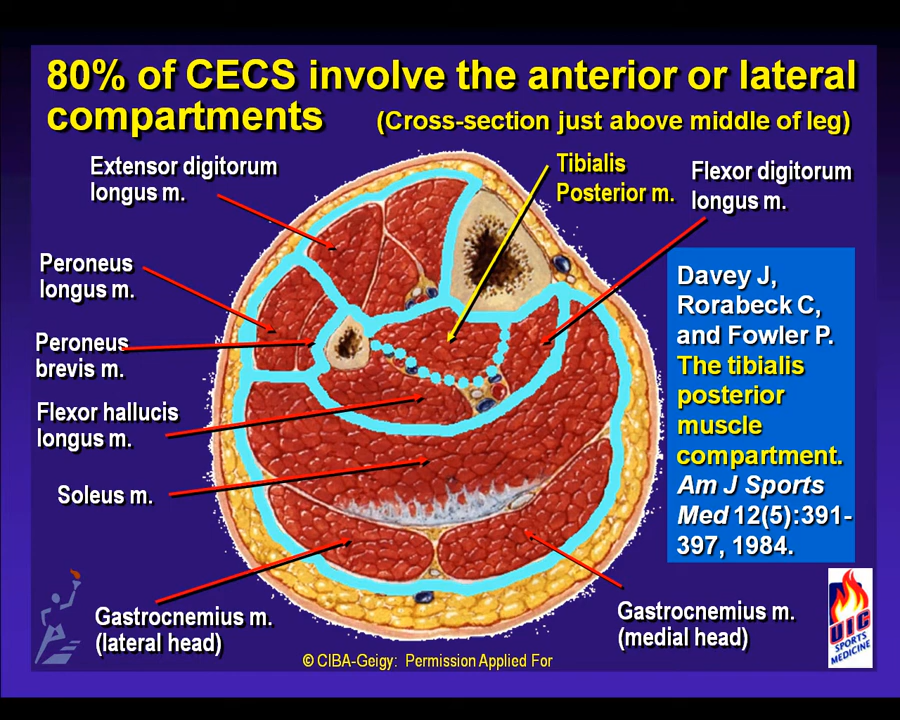 80% of CECS involve the anterior or lateral
compartments (Cross-section just above middle of leg)
Extensor digitorum
longus m.
Tibialis
Posterior m.
Flexor digitorum
longus m.
Peroneus
longus m.
Peroneus
brevis m.
Flexor hallucis
longus m.
Soleus m.
Gastrocnemius m.
(lateral head)
Gastrocnemius m.
(medial head)
Davey J,
Rorabeck C,
and Fowler P.
The tibialis
posterior
muscle
compartment.
Am J Sports
Med 12(5):391-
397, 1984.
© CIBA-Geigy: Permission Applied For
UIC
SPORTS
MEDICINE